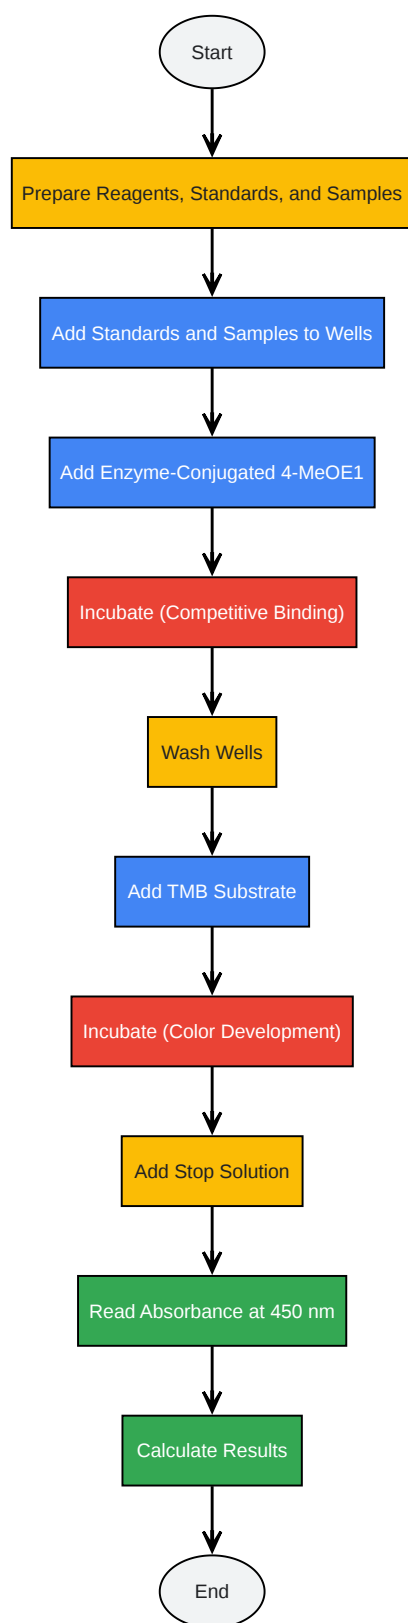 Start
Prepare Reagents, Standards, and Samples
Add Standards and Samples to Wells
Add Enzyme-Conjugated 4-MeOE1
Incubate (Competitive Binding)
Wash Wells
Add TMB Substrate
Incubate (Color Development)
Add Stop Solution
Read Absorbance at 450 nm
Calculate Results
End